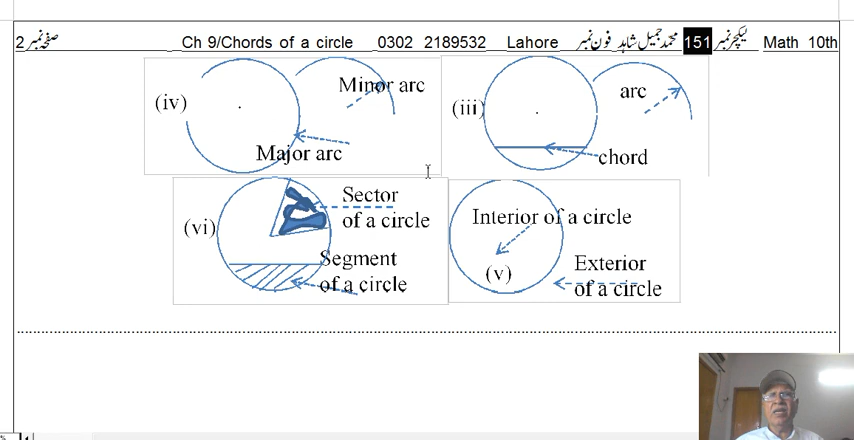 Math 10th لیکچر نمبر 151 محمد جمیل شاہد فون نمبر Lahore 0302 2189532 Ch 9/Chords of a circle صفحہ نمبر 2
(iv)
Minor arc
Major arc
(iii)
arc
chord
(vi)
Sector
of a circle
Segment
of a circle
Interior of a circle
(v)
Exterior
of a circle
%